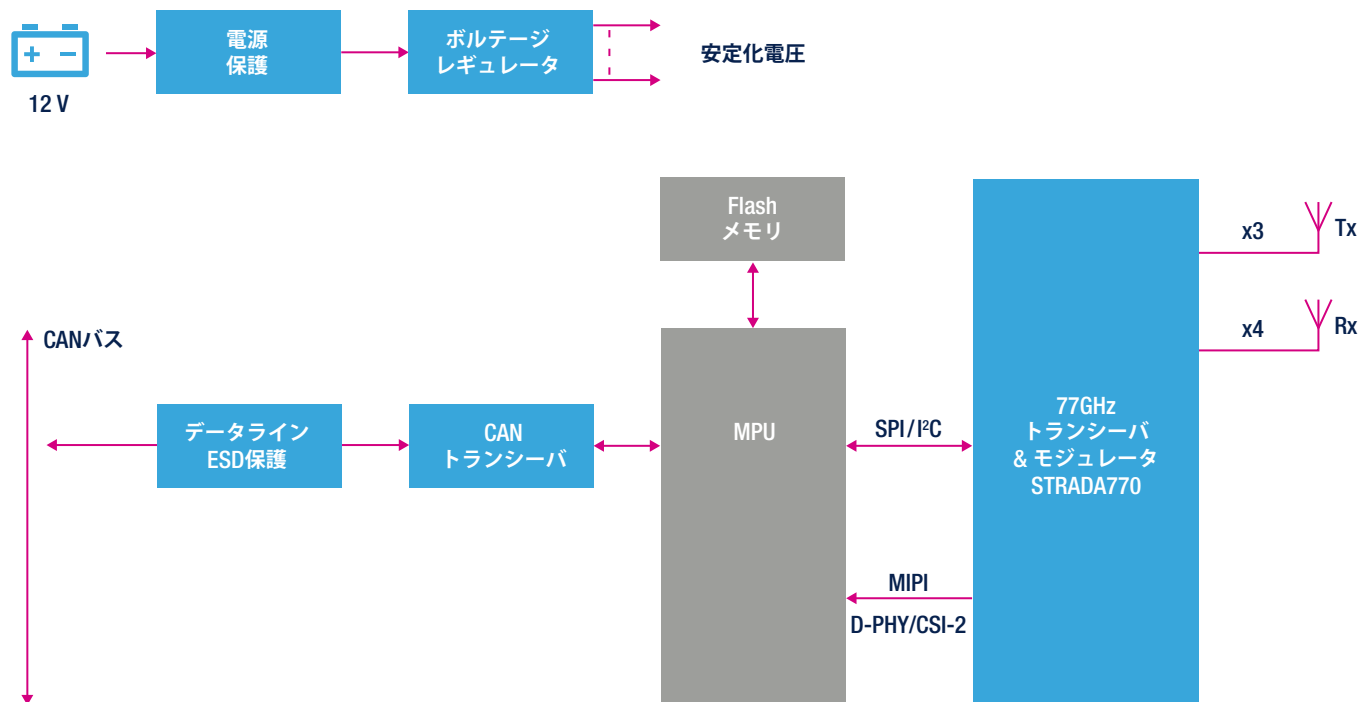 12 V
電源
保護
ボルテージ
レギュレータ
安定化電圧
Flash
メモリ
CANバス
データライン
ESD保護
CAN
トランシーバ
MPU
SPI/I²C
MIPI
D-PHY/CSI-2
77GHz
トランシーバ
& モジュレータ
STRADA770
x3
Tx
x4
Rx